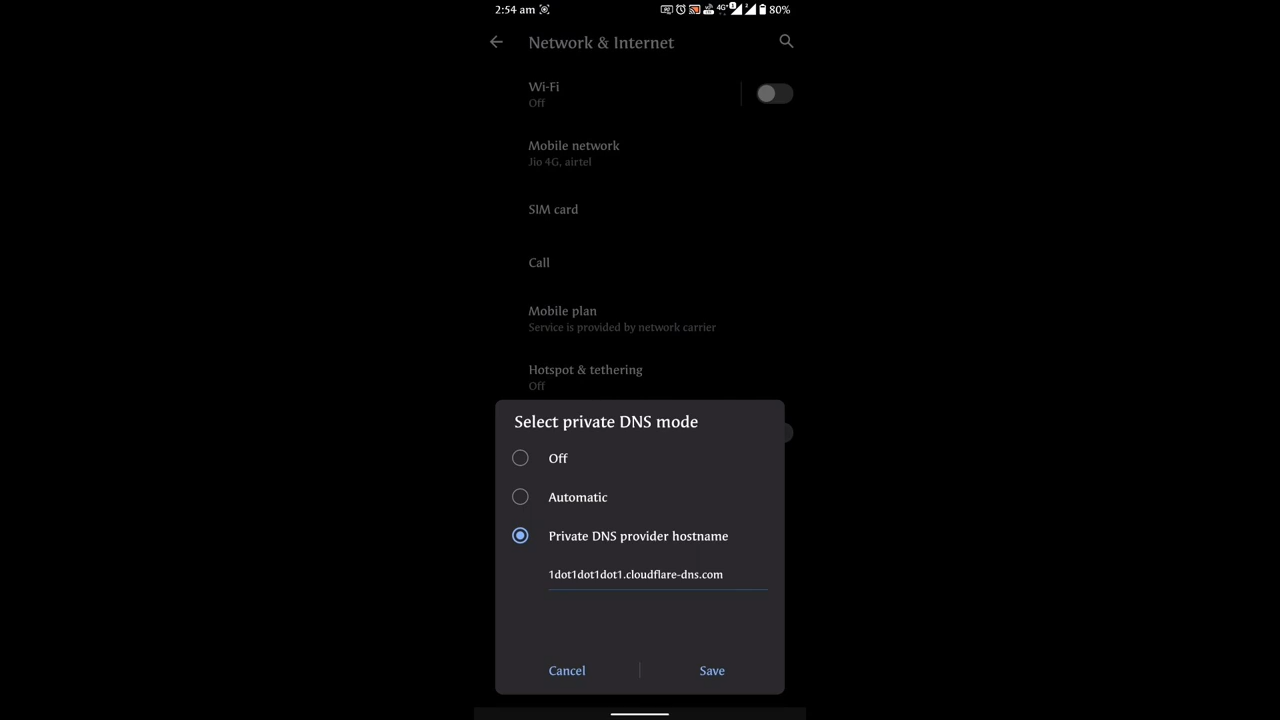 2:54 am 4G+ 80%
Network & Internet
Wi-Fi
Off
Mobile network
Jio 4G, airtel
SIM card
Call
Mobile plan
Service is provided by network carrier
Hotspot & tethering
Off
Select private DNS mode
Off
Automatic
Private DNS provider hostname
1dot1dot1dot1.cloudflare-dns.com
Cancel
Save